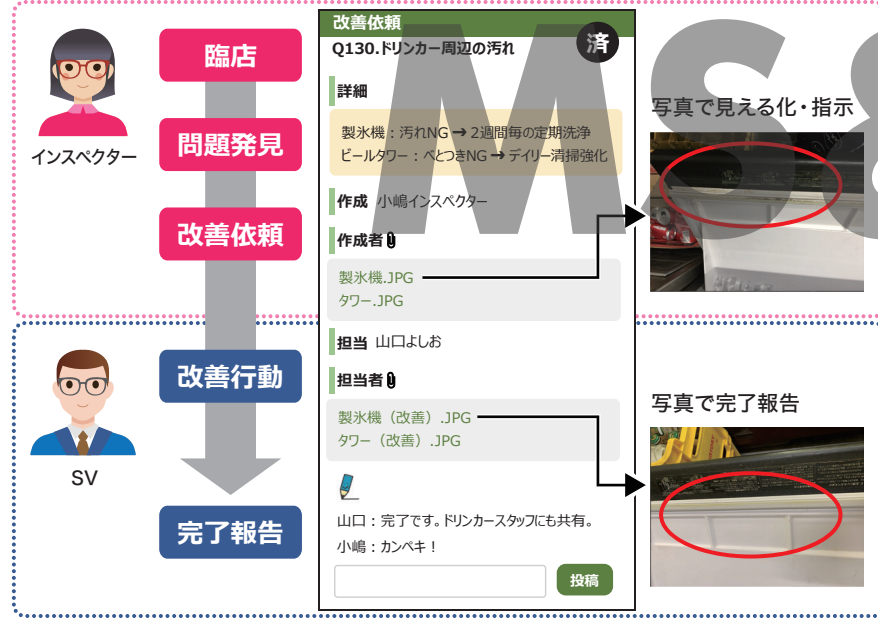 インスペクター
臨店
問題発見
改善依頼
SV
改善行動
完了報告
改善依頼
済
Q130.ドリンカー周辺の汚れ
詳細
製氷機：汚れNG ➡ 2週間毎の定期洗浄
ビールタワー：べとつきNG ➡ デイリー清掃強化
作成 小嶋インスペクター
作成者
製氷機.JPG
タワー.JPG
担当 山口よしお
担当者
製氷機（改善）.JPG
タワー（改善）.JPG
山口：完了です。ドリンカースタッフにも共有。
小嶋：カンペキ！
投稿
写真で見える化・指示
写真で完了報告
MS&